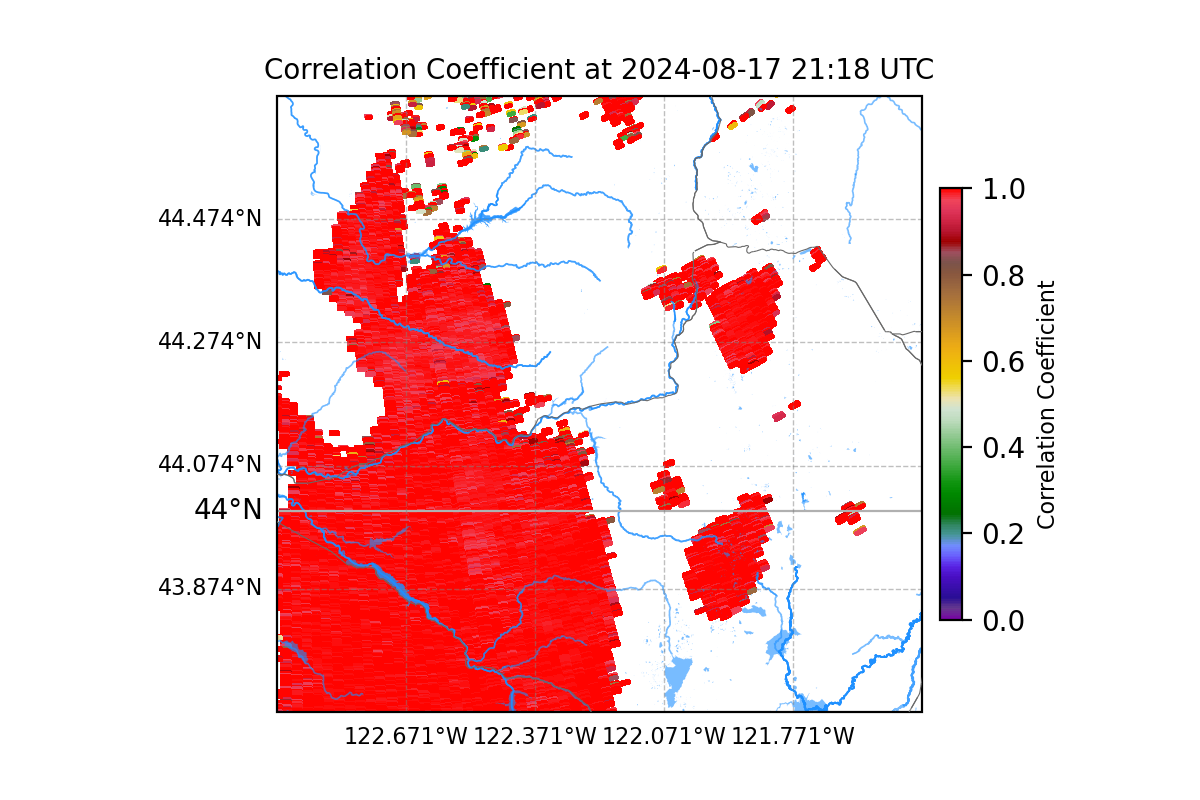 Correlation Coefficient at 2024-08-17 21:18 UTC
44.474°N
44.274°N
44.074°N
44°N
43.874°N
122.671°W 122.371°W 122.071°W 121.771°W
1.0
0.8
0.6
0.4
0.2
0.0
Correlation Coefficient